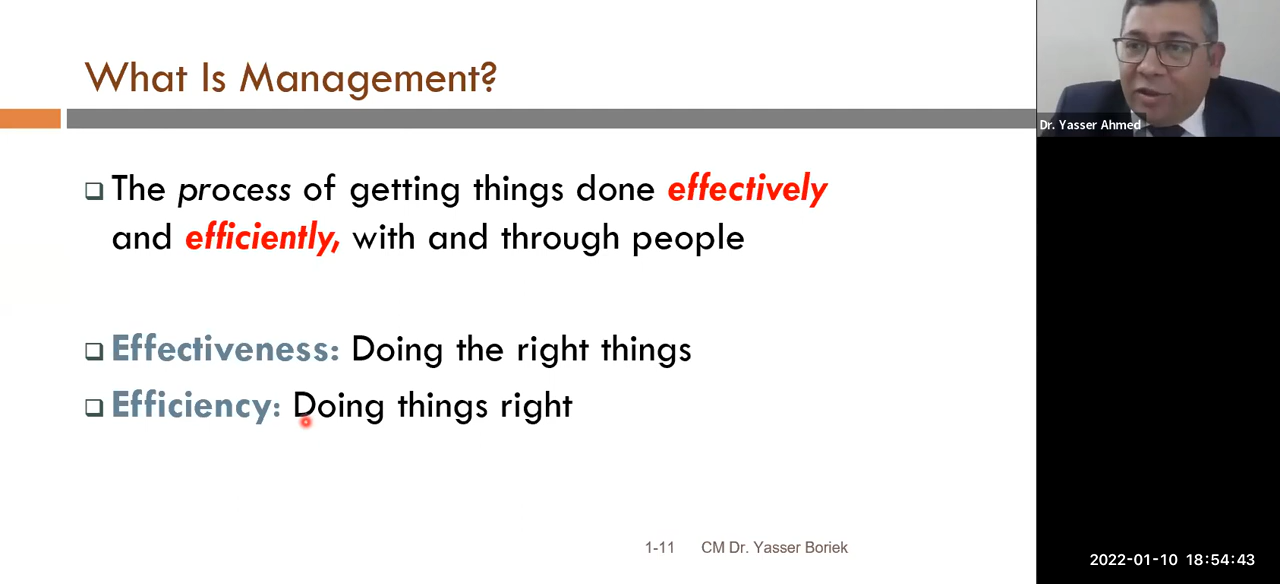 What Is Management?
The process of getting things done effectively
and efficiently, with and through people
Effectiveness: Doing the right things
Efficiency: Doing things right
1-11 CM Dr. Yasser Boriek
Dr. Yasser Ahmed
2022-01-10 18:54:43